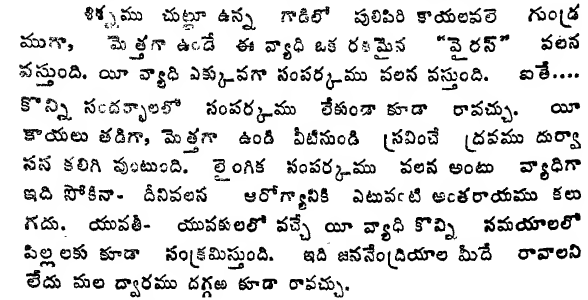 శిశ్నము చుట్టూ ఉన్న గాడిలో పులిపిరి కాయలవలె గుండ్ర
ముగా, మెత్తగా ఉండే ఈ వ్యాధి ఒక రకమైన "వైరస్" వలన
వస్తుంది. యీ వ్యాధి ఎక్కువగా సంపర్కము వలన వస్తుంది. ఐతే....
కొన్ని సందర్భాలలో సంపర్కము లేకుండా కూడా రావచ్చు. యీ
కాయలు తడిగా, మెత్తగా ఉండి వీటినుండి స్రవించే ద్రవము దుర్వా
సన కలిగి వుంటుంది. లైంగిక సంపర్కము వలన అంటు వ్యాధిగా
ఇది సోకినా- దీనివలన ఆరోగ్యానికి ఎటువంటి అంతరాయము కలు
గదు. యువతీ- యువకులలో వచ్చే యీ వ్యాధి కొన్ని సమయాలలో
పిల్లలకు కూడా సంక్రమిస్తుంది. ఇది జననేంద్రియాల మీదే రావాలని
లేదు మల ద్వారము దగ్గఱ కూడా రావచ్చు.